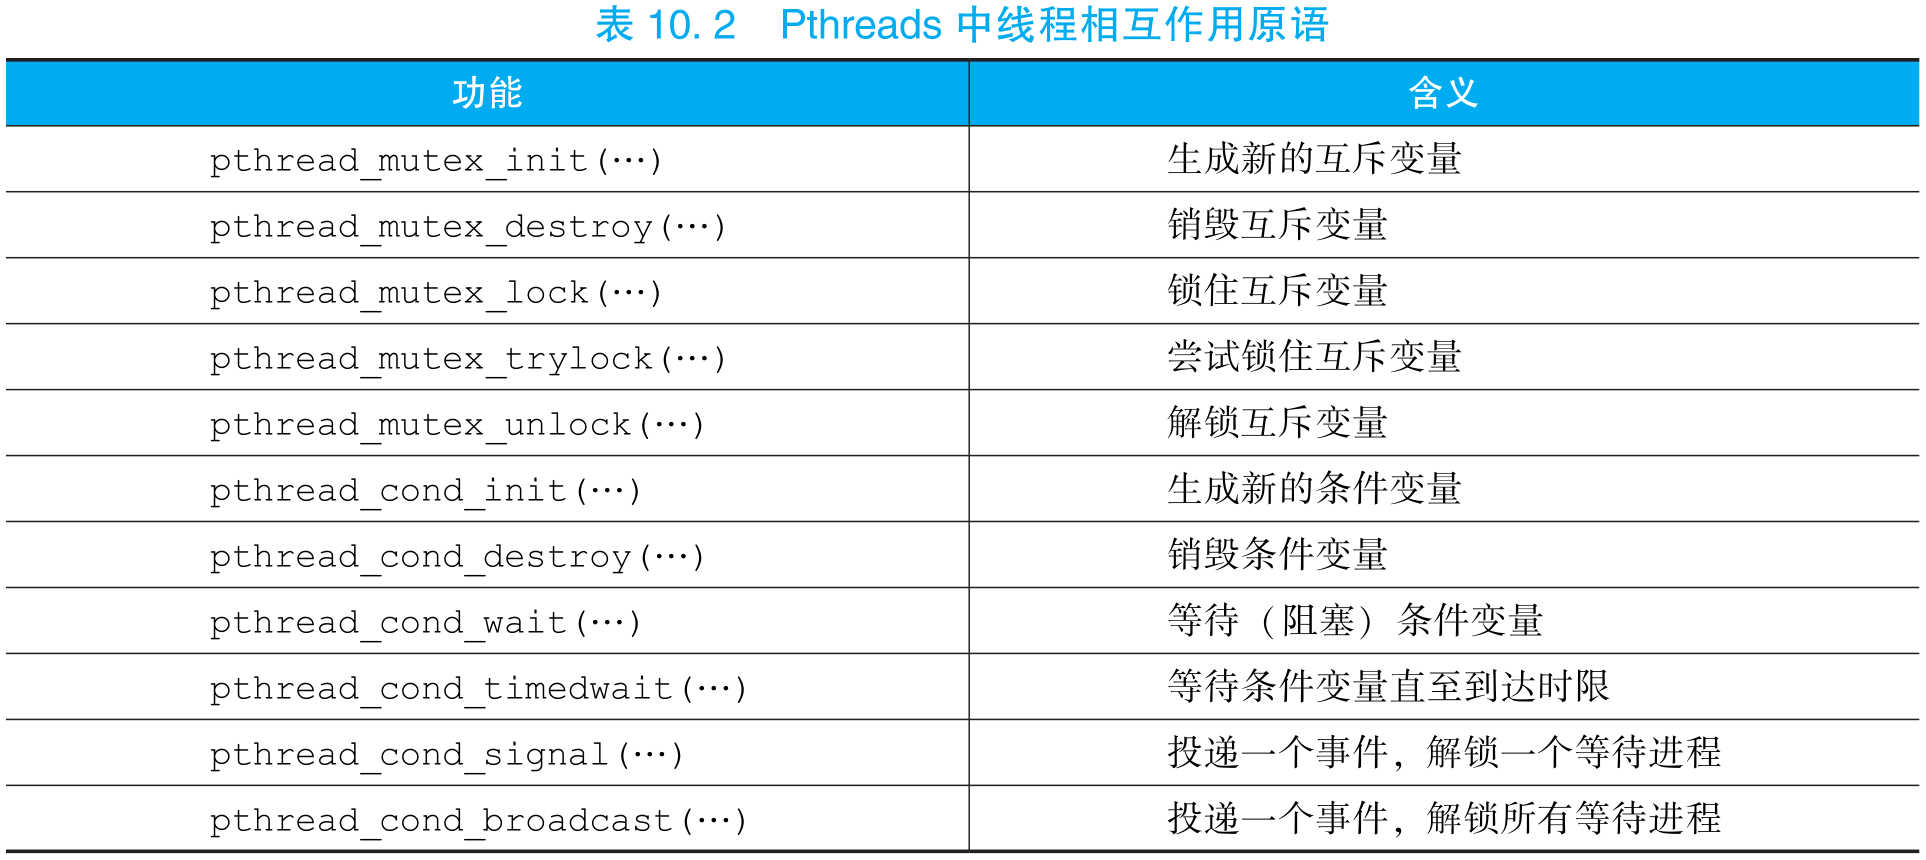 表 10. 2 Pthreads 中线程相互作用原语
功能 含义
pthread_mutex_init(…) 生成新的互斥变量
pthread_mutex_destroy(…) 销毁互斥变量
pthread_mutex_lock(…) 锁住互斥变量
pthread_mutex_trylock(…) 尝试锁住互斥变量
pthread_mutex_unlock(…) 解锁互斥变量
pthread_cond_init(…) 生成新的条件变量
pthread_cond_destroy(…) 销毁条件变量
pthread_cond_wait(…) 等待（阻塞）条件变量
pthread_cond_timedwait(…) 等待条件变量直至到达时限
pthread_cond_signal(…) 投递一个事件，解锁一个等待进程
pthread_cond_broadcast(…) 投递一个事件，解锁所有等待进程